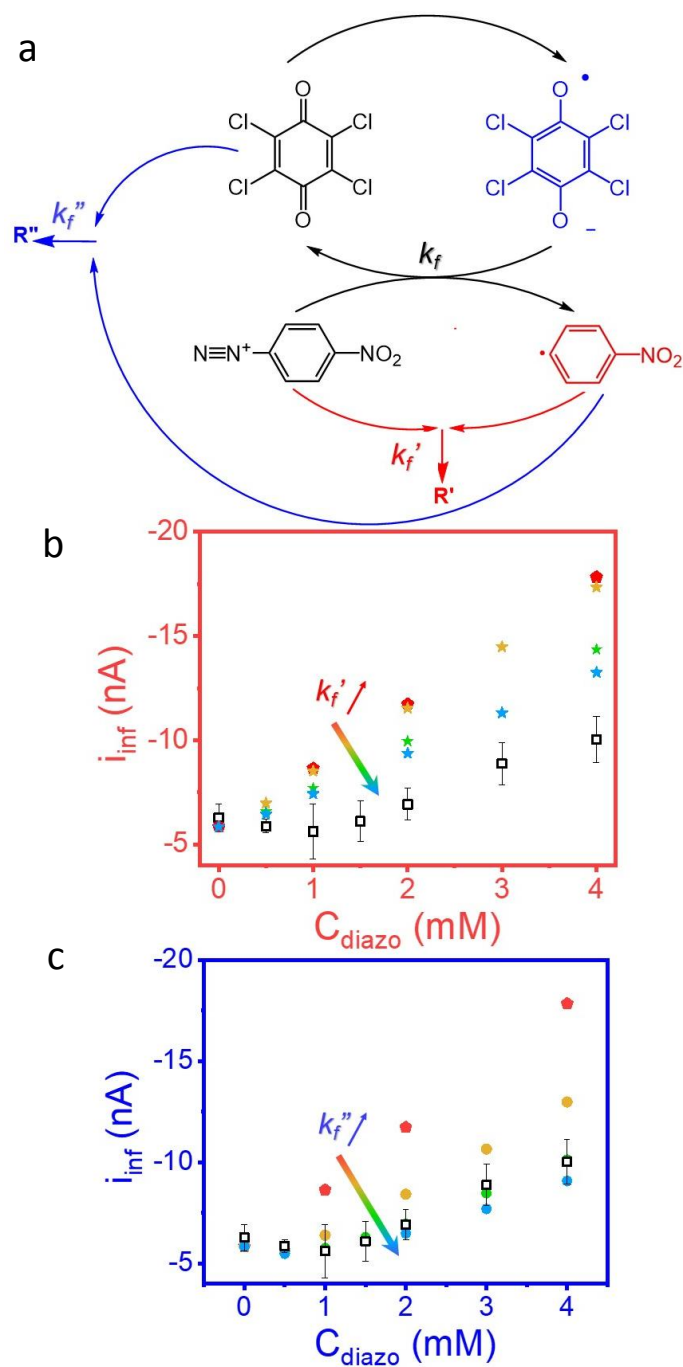 a
O
O •
Cl Cl Cl Cl
Cl Cl Cl Cl
O
O –
k_f"
R"
k_f
N≡N⁺ NO₂ • NO₂
k_f'
R'
b
-20
-15
-10
-5
i_inf (nA)
k_f'
0 1 2 3 4
C_diazo (mM)
c
-20
-15
-10
-5
i_inf (nA)
k_f"
0 1 2 3 4
C_diazo (mM)